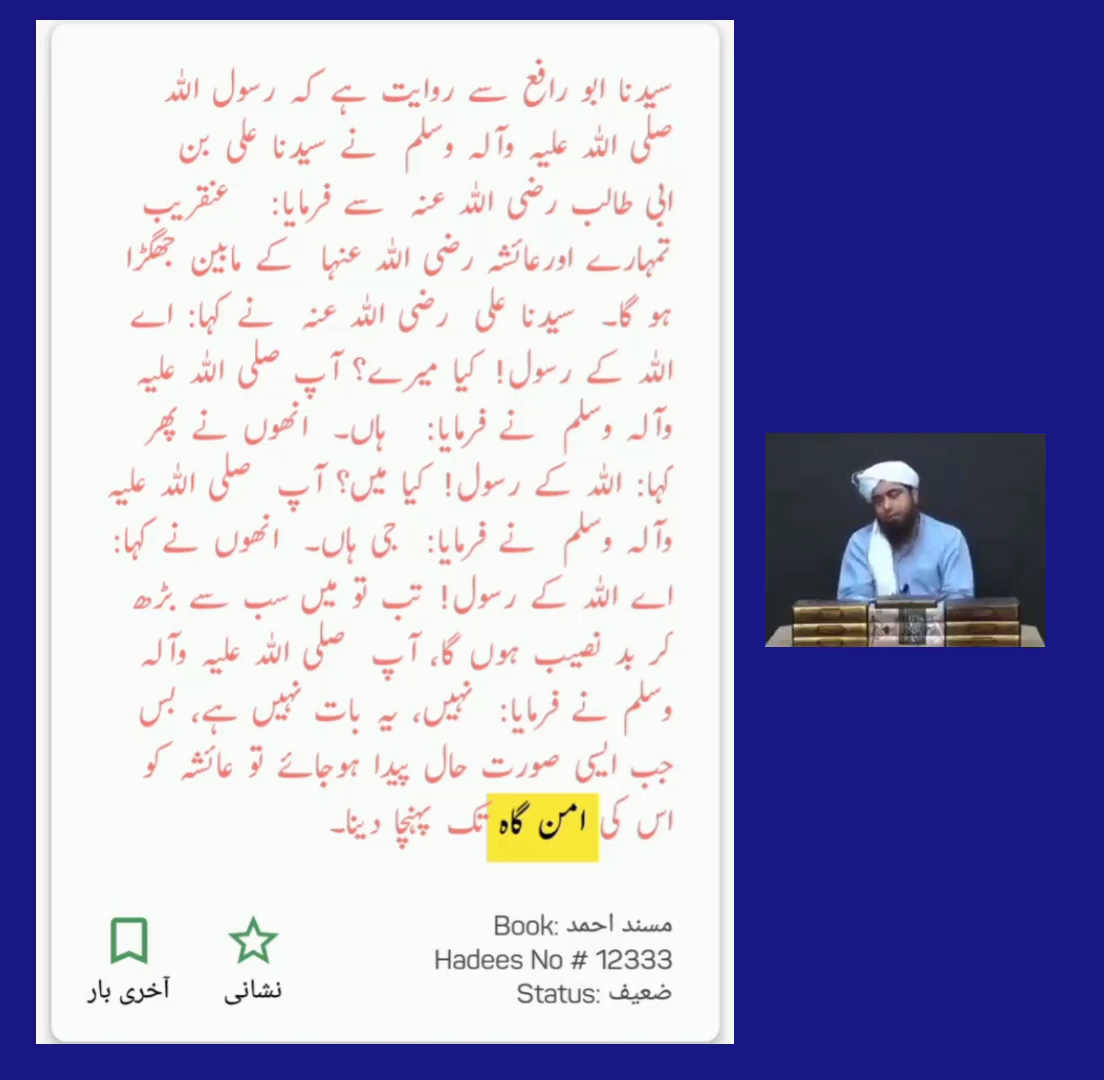 سیدنا ابو رافع سے روایت ہے کہ رسول اللہ
صلی اللہ علیہ وآلہ وسلم نے سیدنا علی بن
ابی طالب رضی اللہ عنہ سے فرمایا: عنقریب
تمہارے اورعائشہ رضی اللہ عنہا کے مابین جھگڑا
ہو گا۔ سیدنا علی رضی اللہ عنہ نے کہا: اے
اللہ کے رسول! کیا میرے؟ آپ صلی اللہ علیہ
وآلہ وسلم نے فرمایا: ہاں۔ انھوں نے پھر
کہا: اللہ کے رسول! کیا میں؟ آپ صلی اللہ علیہ
وآلہ وسلم نے فرمایا: جی ہاں۔ انھوں نے کہا:
اے اللہ کے رسول! تب تو میں سب سے بڑھ
کر بد نصیب ہوں گا، آپ صلی اللہ علیہ وآلہ
وسلم نے فرمایا: نہیں، یہ بات نہیں ہے، بس
جب ایسی صورت حال پیدا ہوجائے تو عائشہ کو
اس کی امن گاہ تک پہنچا دینا۔
Book: مسند احمد
Hadees No # 12333
Status: ضعیف
نشانی
آخری بار